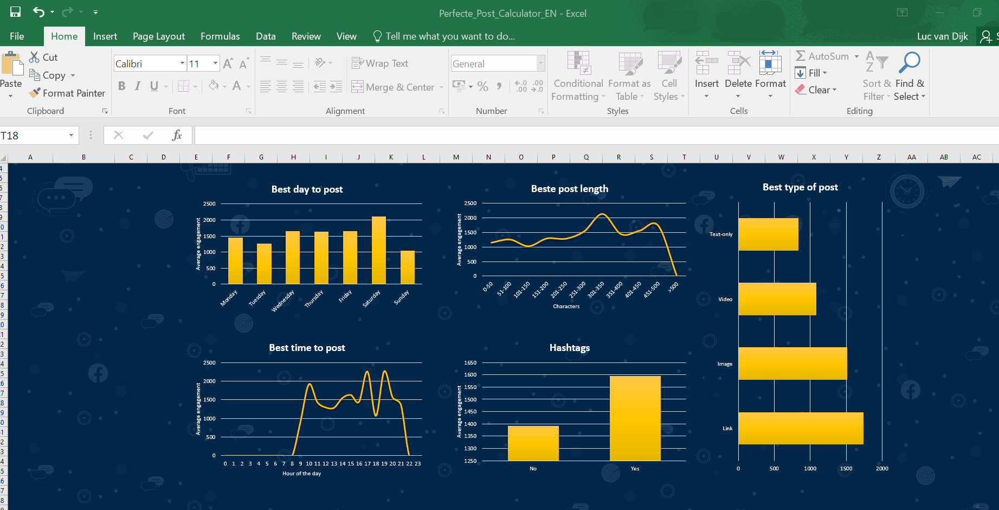 Perfecte_Post_Calculator_EN - Excel
File Home Insert Page Layout Formulas Data Review View Tell me what you want to do... Luc van Dijk
Paste
Cut
Copy
Format Painter
Clipboard
Calibri 11
B I U A
Font
Wrap Text
Merge & Center
Alignment
General
%
Number
Conditional Formatting
Format as Table
Cell Styles
Styles
Insert Delete Format
Cells
AutoSum
Fill
Clear
Sort & Filter
Find & Select
Editing
T18 fx
A B C D E F G H I J K L M N O P Q R S T U V W X Y Z AA AB AC
Best day to post
Average engagement
2500
2000
1500
1000
500
0
Monday Tuesday Wednesday Thursday Friday Saturday Sunday
Beste post length
Average engagement
2500
2000
1500
1000
500
0
0-50 51-100 101-150 151-200 201-250 251-300 301-350 351-400 401-450 451-500 >500
Characters
Best type of post
Text-only
Video
Image
Link
0 500 1000 1500 2000
Best time to post
Average engagement
2500
2000
1500
1000
500
0
0 1 2 3 4 5 6 7 8 9 10 11 12 13 14 15 16 17 18 19 20 21 22 23
Hour of the day
Hashtags
Average engagement
1650
1600
1550
1500
1450
1400
1350
1300
1250
No Yes